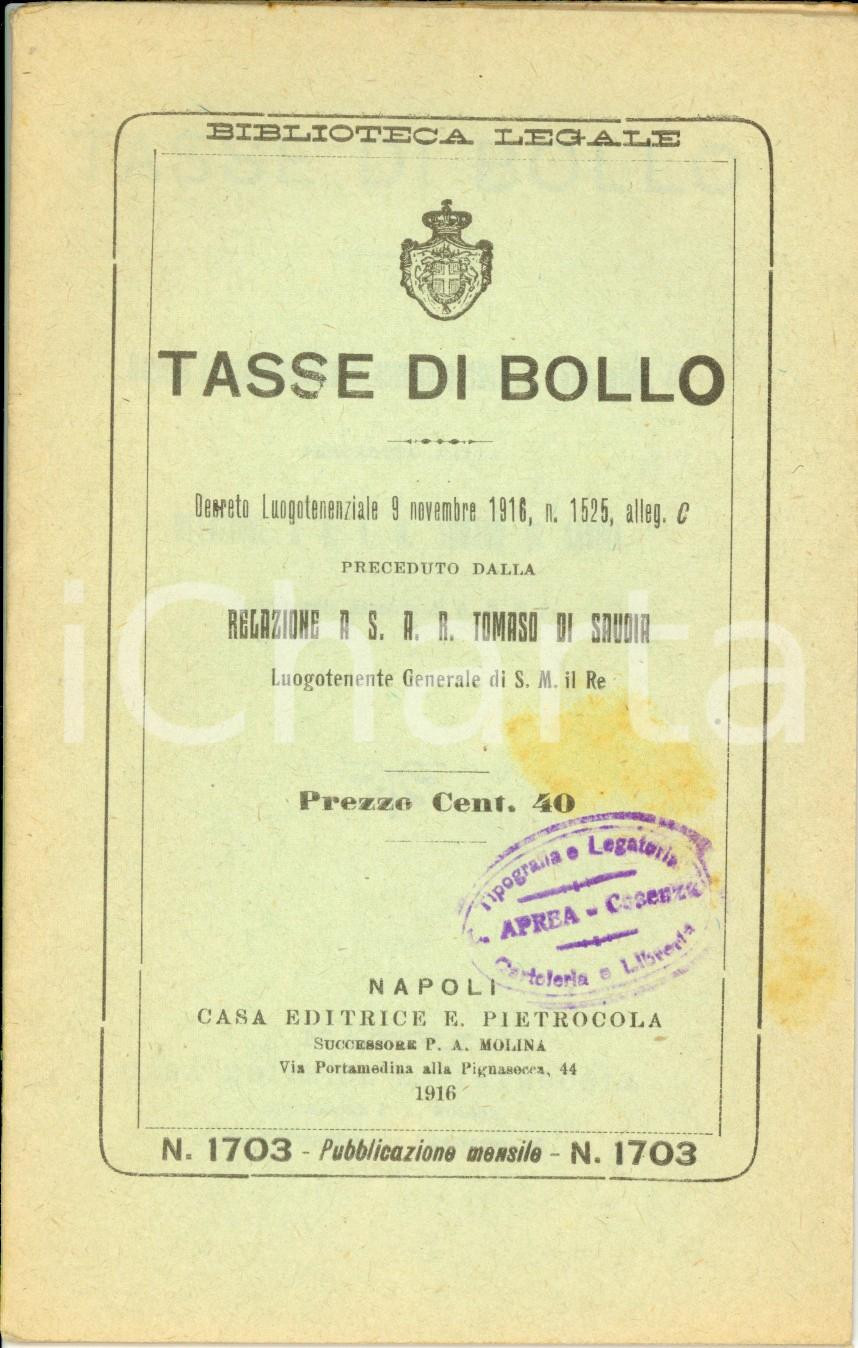 BIBLIOTECA LEGALE
TASSE DI BOLLO
Decreto Luogotenenziale 9 novembre 1916, n. 1525, alleg. C
PRECEDUTO DALLA
RELAZIONE A S. A. R. TOMASO DI SAVOIA
Luogotenente Generale di S. M. il Re
iCharta
Prezzo Cent. 40
Tipografia e Legatoria
APREA - Cosenza
Cartoleria e Libreria
NAPOLI
CASA EDITRICE E. PIETROCOLA
SUCCESSORE P. A. MOLINA
Via Portamedina alla Pignasecca, 44
1916
N. 1703 - Pubblicazione mensile - N. 1703